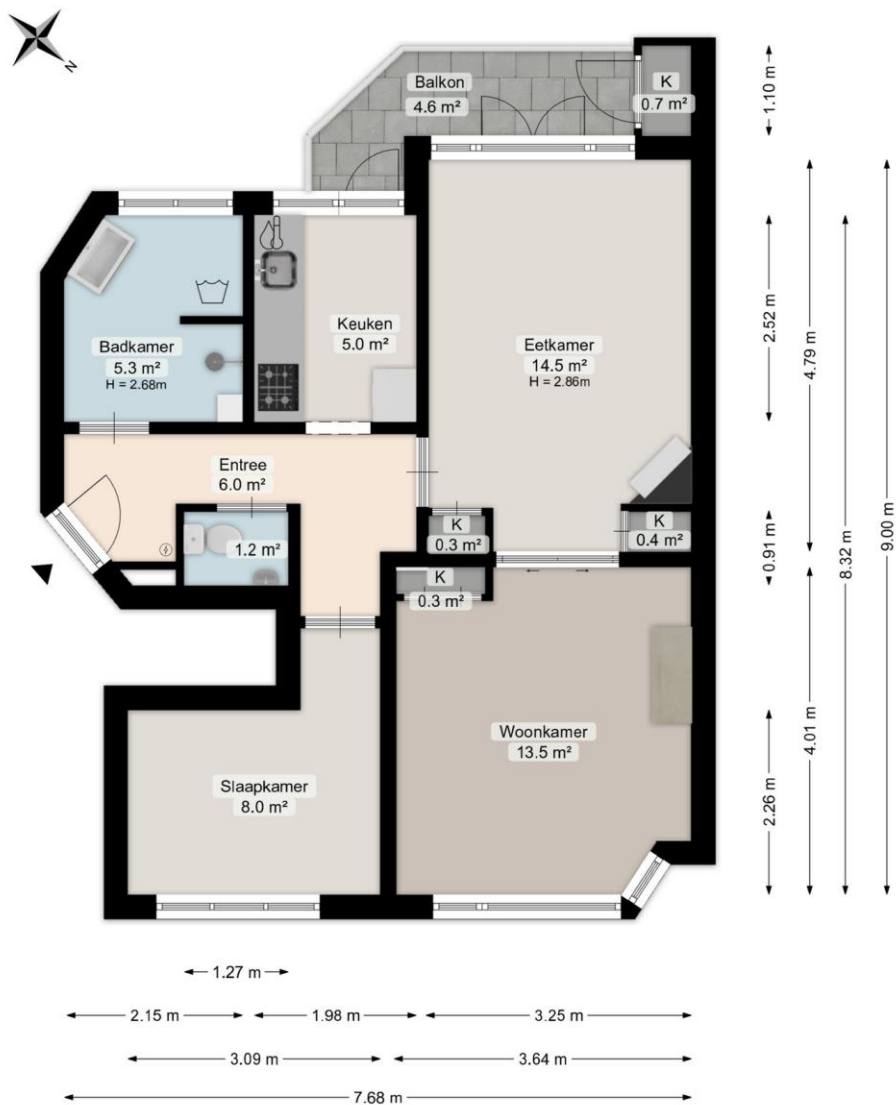 N
Balkon
4.6 m²
K
0.7 m²
1.10 m
Keuken
5.0 m²
Badkamer
5.3 m²
H = 2.68m
Eetkamer
14.5 m²
H = 2.86m
2.52 m
4.79 m
8.32 m
9.00 m
Entree
6.0 m²
1.2 m²
K
0.3 m²
K
0.4 m²
0.91 m
K
0.3 m²
Woonkamer
13.5 m²
4.01 m
2.26 m
Slaapkamer
8.0 m²
1.27 m
2.15 m
1.98 m
3.25 m
3.09 m
3.64 m
7.68 m